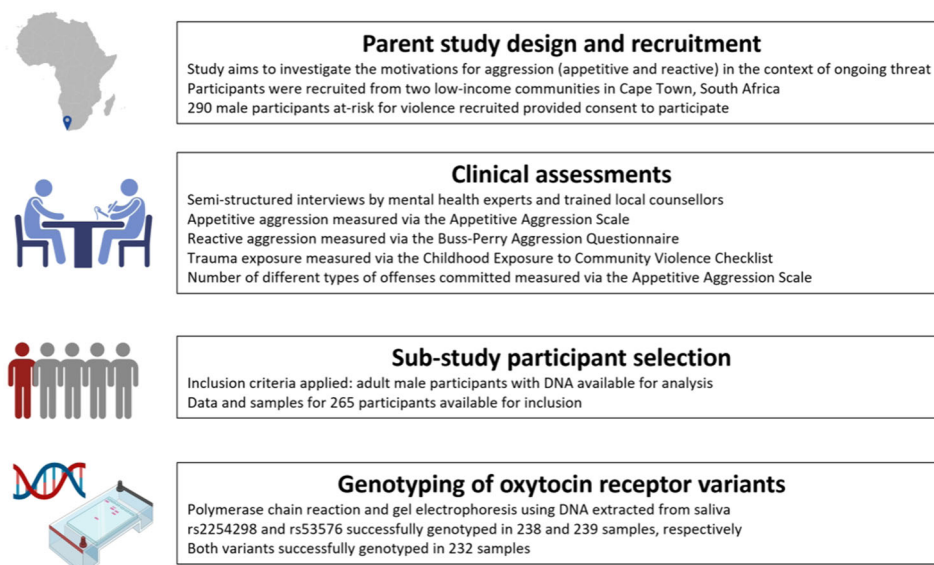 Parent study design and recruitment
Study aims to investigate the motivations for aggression (appetitive and reactive) in the context of ongoing threat
Participants were recruited from two low-income communities in Cape Town, South Africa
290 male participants at-risk for violence recruited provided consent to participate
Clinical assessments
Semi-structured interviews by mental health experts and trained local counsellors
Appetitive aggression measured via the Appetitive Aggression Scale
Reactive aggression measured via the Buss-Perry Aggression Questionnaire
Trauma exposure measured via the Childhood Exposure to Community Violence Checklist
Number of different types of offenses committed measured via the Appetitive Aggression Scale
Sub-study participant selection
Inclusion criteria applied: adult male participants with DNA available for analysis
Data and samples for 265 participants available for inclusion
Genotyping of oxytocin receptor variants
Polymerase chain reaction and gel electrophoresis using DNA extracted from saliva
rs2254298 and rs53576 successfully genotyped in 238 and 239 samples, respectively
Both variants successfully genotyped in 232 samples